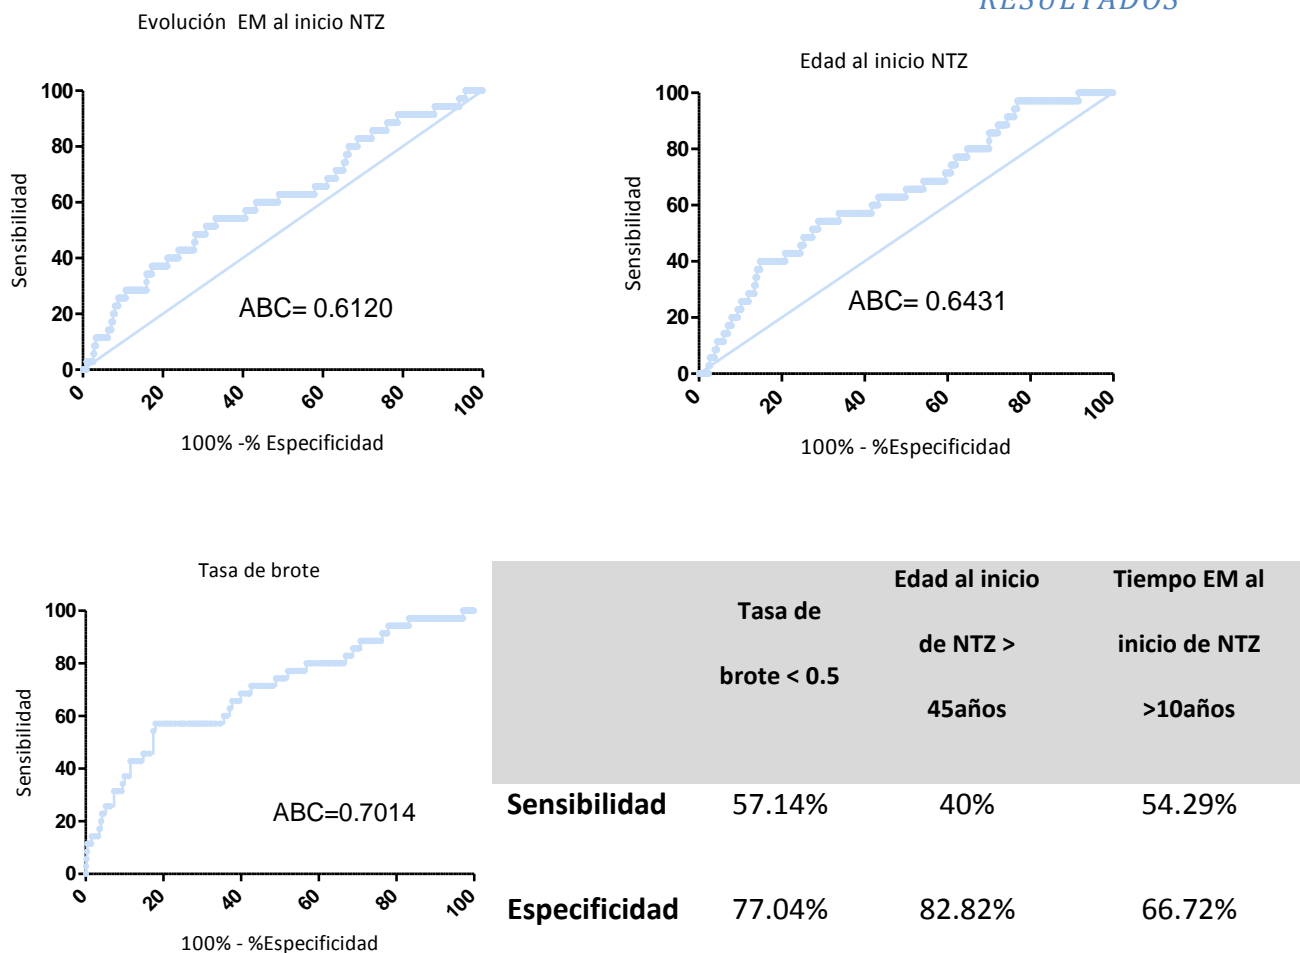 RESULTADOS
Evolución EM al inicio NTZ
Sensibilidad
100
80
60
40
20
0
ABC= 0.6120
0 20 40 60 80 100
100% -% Especificidad
Edad al inicio NTZ
Sensibilidad
100
80
60
40
20
0
ABC= 0.6431
0 20 40 60 80 100
100% - %Especificidad
Tasa de brote
Sensibilidad
100
80
60
40
20
0
ABC=0.7014
0 20 40 60 80 100
100% - %Especificidad
Tasa de
brote < 0.5
Edad al inicio
de NTZ >
45años
Tiempo EM al
inicio de NTZ
>10años
Sensibilidad 57.14% 40% 54.29%
Especificidad 77.04% 82.82% 66.72%